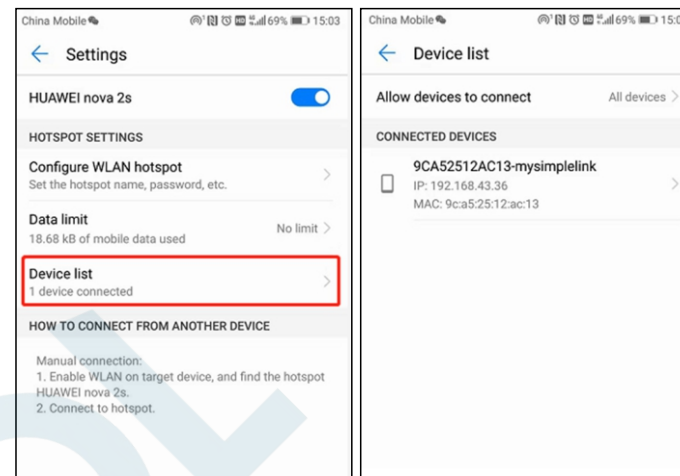 China Mobile 69% 15:03
Settings
HUAWEI nova 2s
HOTSPOT SETTINGS
Configure WLAN hotspot
Set the hotspot name, password, etc.
Data limit
18.68 kB of mobile data used
No limit
Device list
1 device connected
HOW TO CONNECT FROM ANOTHER DEVICE
Manual connection:
1. Enable WLAN on target device, and find the hotspot
HUAWEI nova 2s.
2. Connect to hotspot.
China Mobile 69% 15:0
Device list
Allow devices to connect All devices
CONNECTED DEVICES
9CA52512AC13-mysimplelink
IP: 192.168.43.36
MAC: 9c:a5:25:12:ac:13